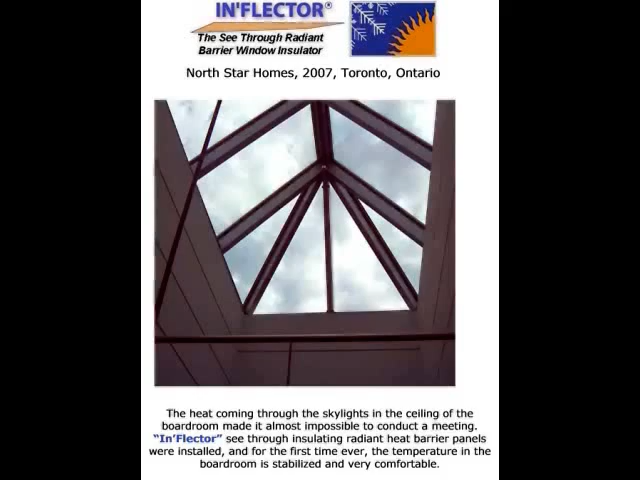 IN'FLECTOR®
The See Through Radiant
Barrier Window Insulator
North Star Homes, 2007, Toronto, Ontario
The heat coming through the skylights in the ceiling of the
boardroom made it almost impossible to conduct a meeting.
"In'Flector" see through insulating radiant heat barrier panels
were installed, and for the first time ever, the temperature in the
boardroom is stabilized and very comfortable.